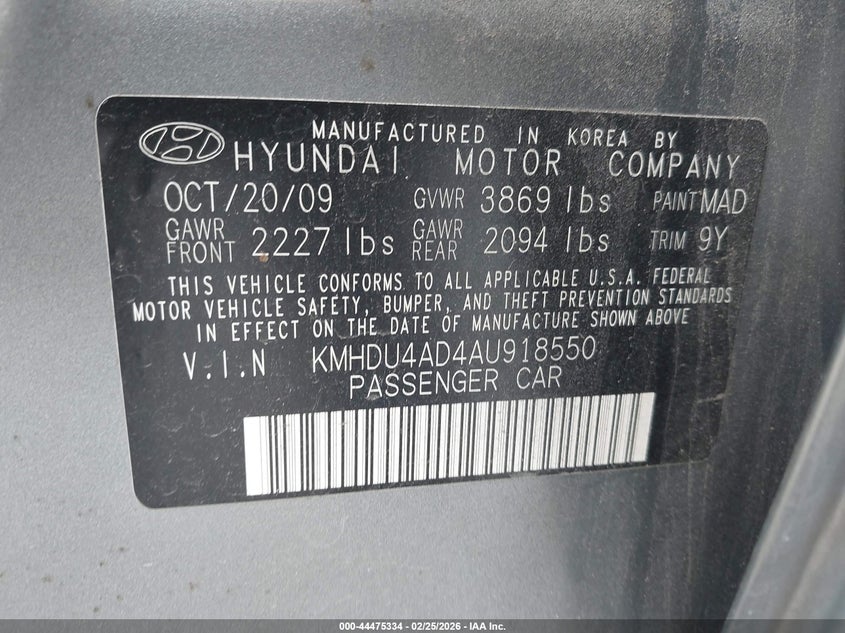 MANUFACTURED IN KOREA BY
HYUNDAI MOTOR COMPANY
OCT/20/09 GVWR 3869 lbs PAINT MAD
GAWR FRONT 2227 lbs GAWR REAR 2094 lbs TRIM 9Y
THIS VEHICLE CONFORMS TO ALL APPLICABLE U.S.A. FEDERAL
MOTOR VEHICLE SAFETY, BUMPER, AND THEFT PREVENTION STANDARDS
IN EFFECT ON THE DATE OF MANUFACTURE SHOWN ABOVE
V.I.N KMHDU4AD4AU918550
PASSENGER CAR
000-44475334 | 02/25/2026 - IAA Inc.